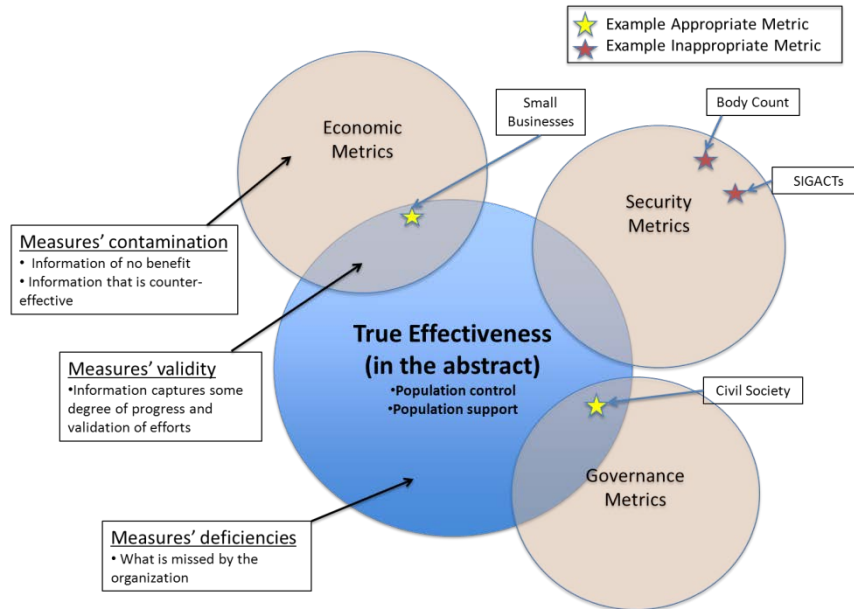 Example Appropriate Metric
Example Inappropriate Metric
Small
Businesses
Body Count
Economic
Metrics
SIGACTs
Security
Metrics
Measures' contamination
• Information of no benefit
• Information that is counter-
effective
True Effectiveness
(in the abstract)
•Population control
•Population support
Measures' validity
•Information captures some
degree of progress and
validation of efforts
Civil Society
Governance
Metrics
Measures' deficiencies
• What is missed by the
organization